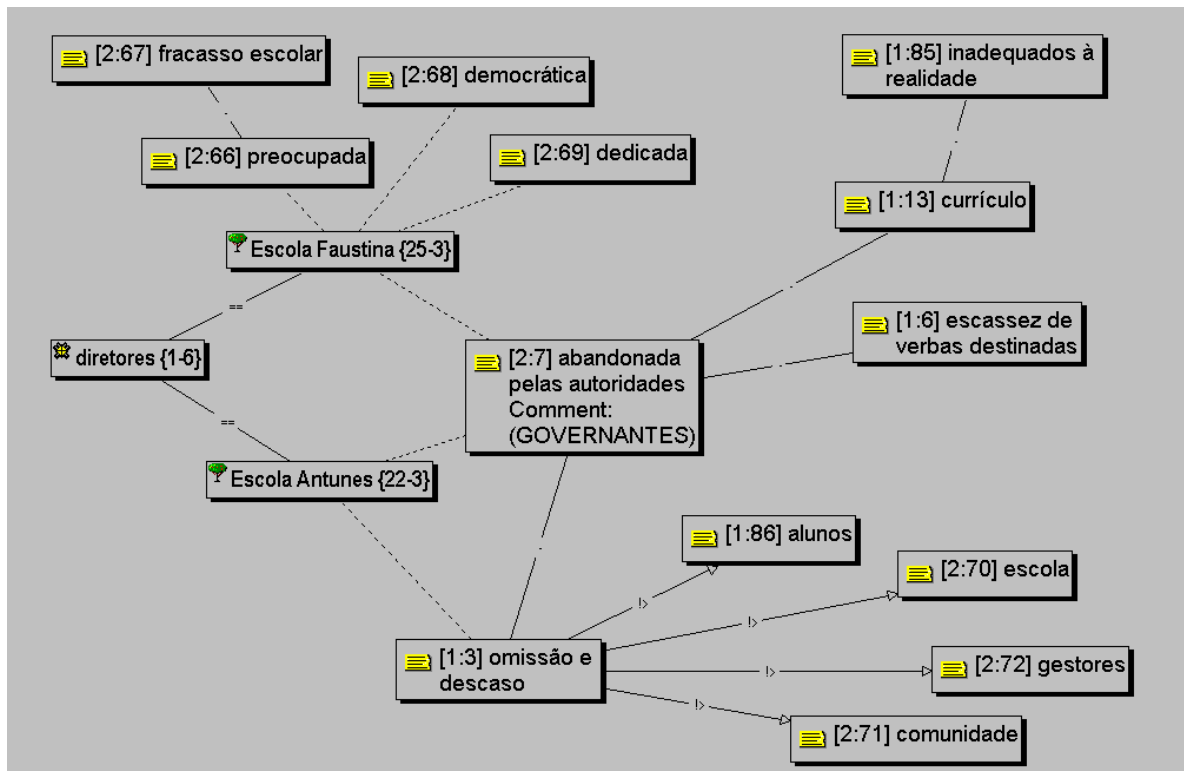 [2:67] fracasso escolar
[2:68] democrática
[1:85] inadequados à
realidade
[2:66] preocupada
[2:69] dedicada
[1:13] currículo
Escola Faustina {25-3}
==
[1:6] escassez de
verbas destinadas
diretores {1-6}
[2:7] abandonada
pelas autoridades
Comment:
(GOVERNANTES)
==
Escola Antunes {22-3}
[1:86] alunos
[2:70] escola
!>
!>
[1:3] omissão e
descaso
!>
[2:72] gestores
!>
[2:71] comunidade